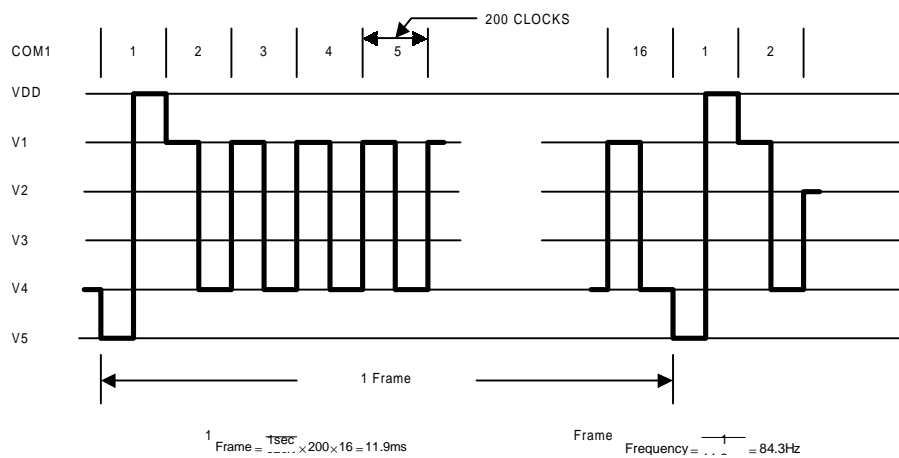 200 CLOCKS
COM1 1 2 3 4 5 16 1 2
VDD
V1
V2
V3
V4
V5
1 Frame
1 Frame = 1sec ×200×16 = 11.9ms
Frame Frequency = 1 = 84.3Hz